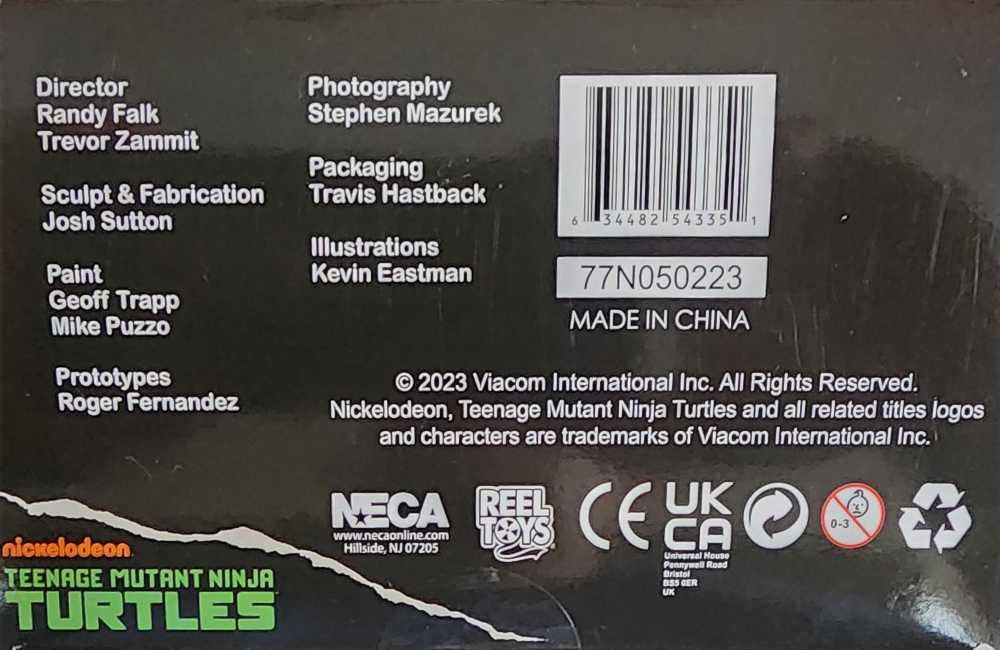 Director
Randy Falk
Trevor Zammit
Sculpt & Fabrication
Josh Sutton
Paint
Geoff Trapp
Mike Puzzo
Prototypes
Roger Fernandez
Photography
Stephen Mazurek
Packaging
Travis Hastback
Illustrations
Kevin Eastman
6 34482 54335 1
77N050223
MADE IN CHINA
© 2023 Viacom International Inc. All Rights Reserved.
Nickelodeon, Teenage Mutant Ninja Turtles and all related titles logos
and characters are trademarks of Viacom International Inc.
NECA
www.necaonline.com
Hillside, NJ 07205
REEL
TOYS
CE
UK
CA
Universal House
Pennywell Road
Bristol
BS5 0ER
UK
0-3
nickelodeon
TEENAGE MUTANT NINJA
TURTLES